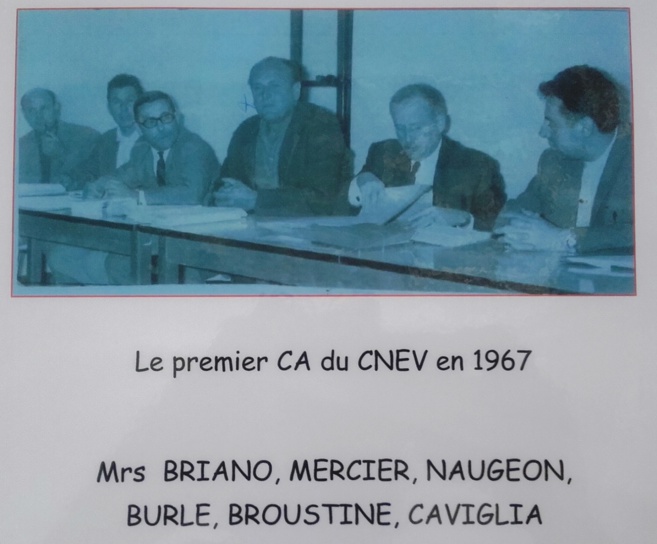 Le premier CA du CNEV en 1967
Mrs BRIANO, MERCIER, NAUGEON,
BURLE, BROUSTINE, CAVIGLIA